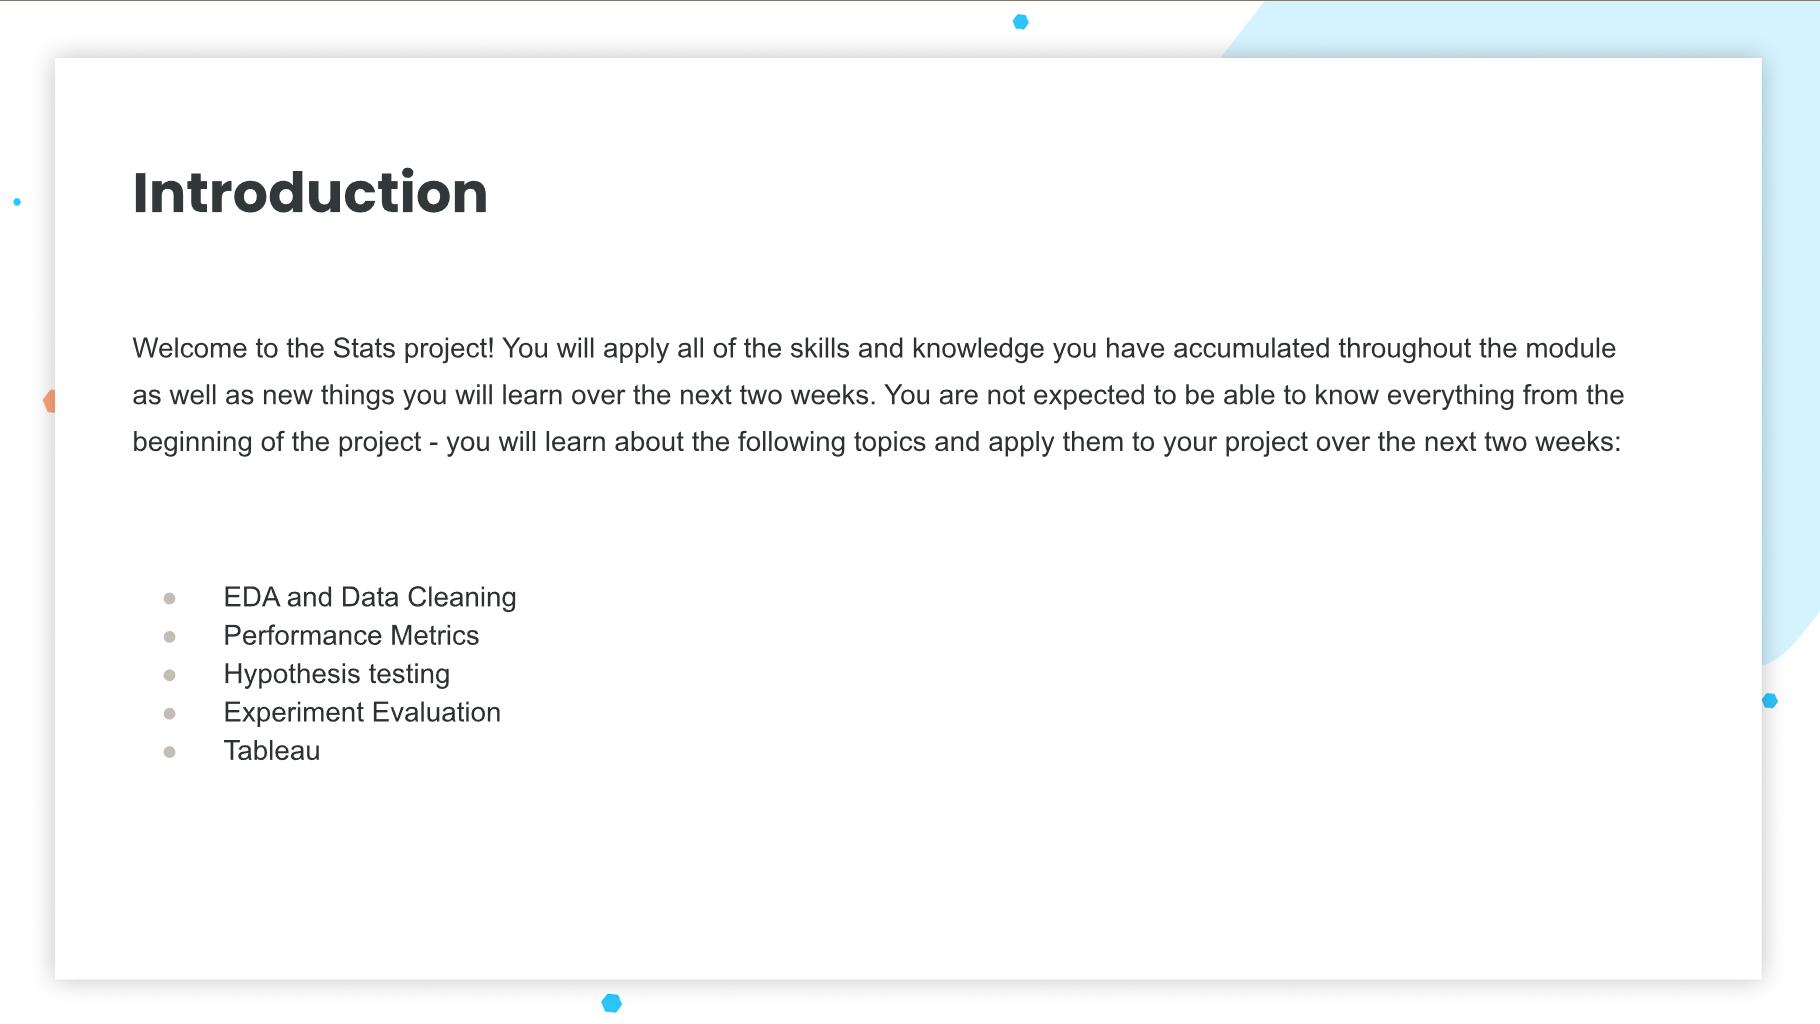 Introduction
Welcome to the Stats project! You will apply all of the skills and knowledge you have accumulated throughout the module
as well as new things you will learn over the next two weeks. You are not expected to be able to know everything from the
beginning of the project - you will learn about the following topics and apply them to your project over the next two weeks:
● EDA and Data Cleaning
● Performance Metrics
● Hypothesis testing
● Experiment Evaluation
● Tableau